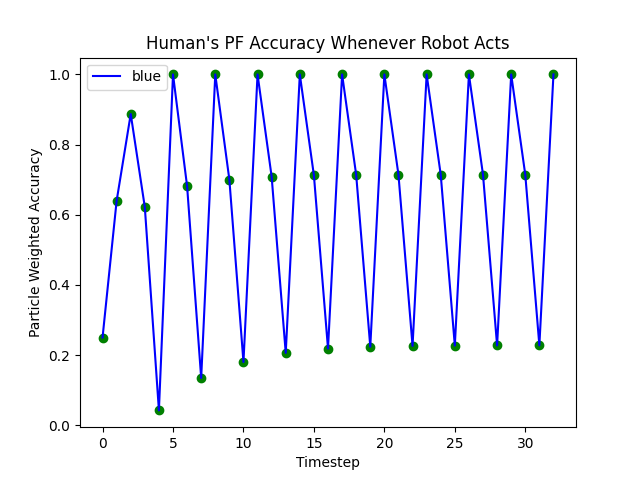 Human's PF Accuracy Whenever Robot Acts
blue
1.0
0.8
0.6
0.4
0.2
0.0
Particle Weighted Accuracy
0 5 10 15 20 25 30
Timestep